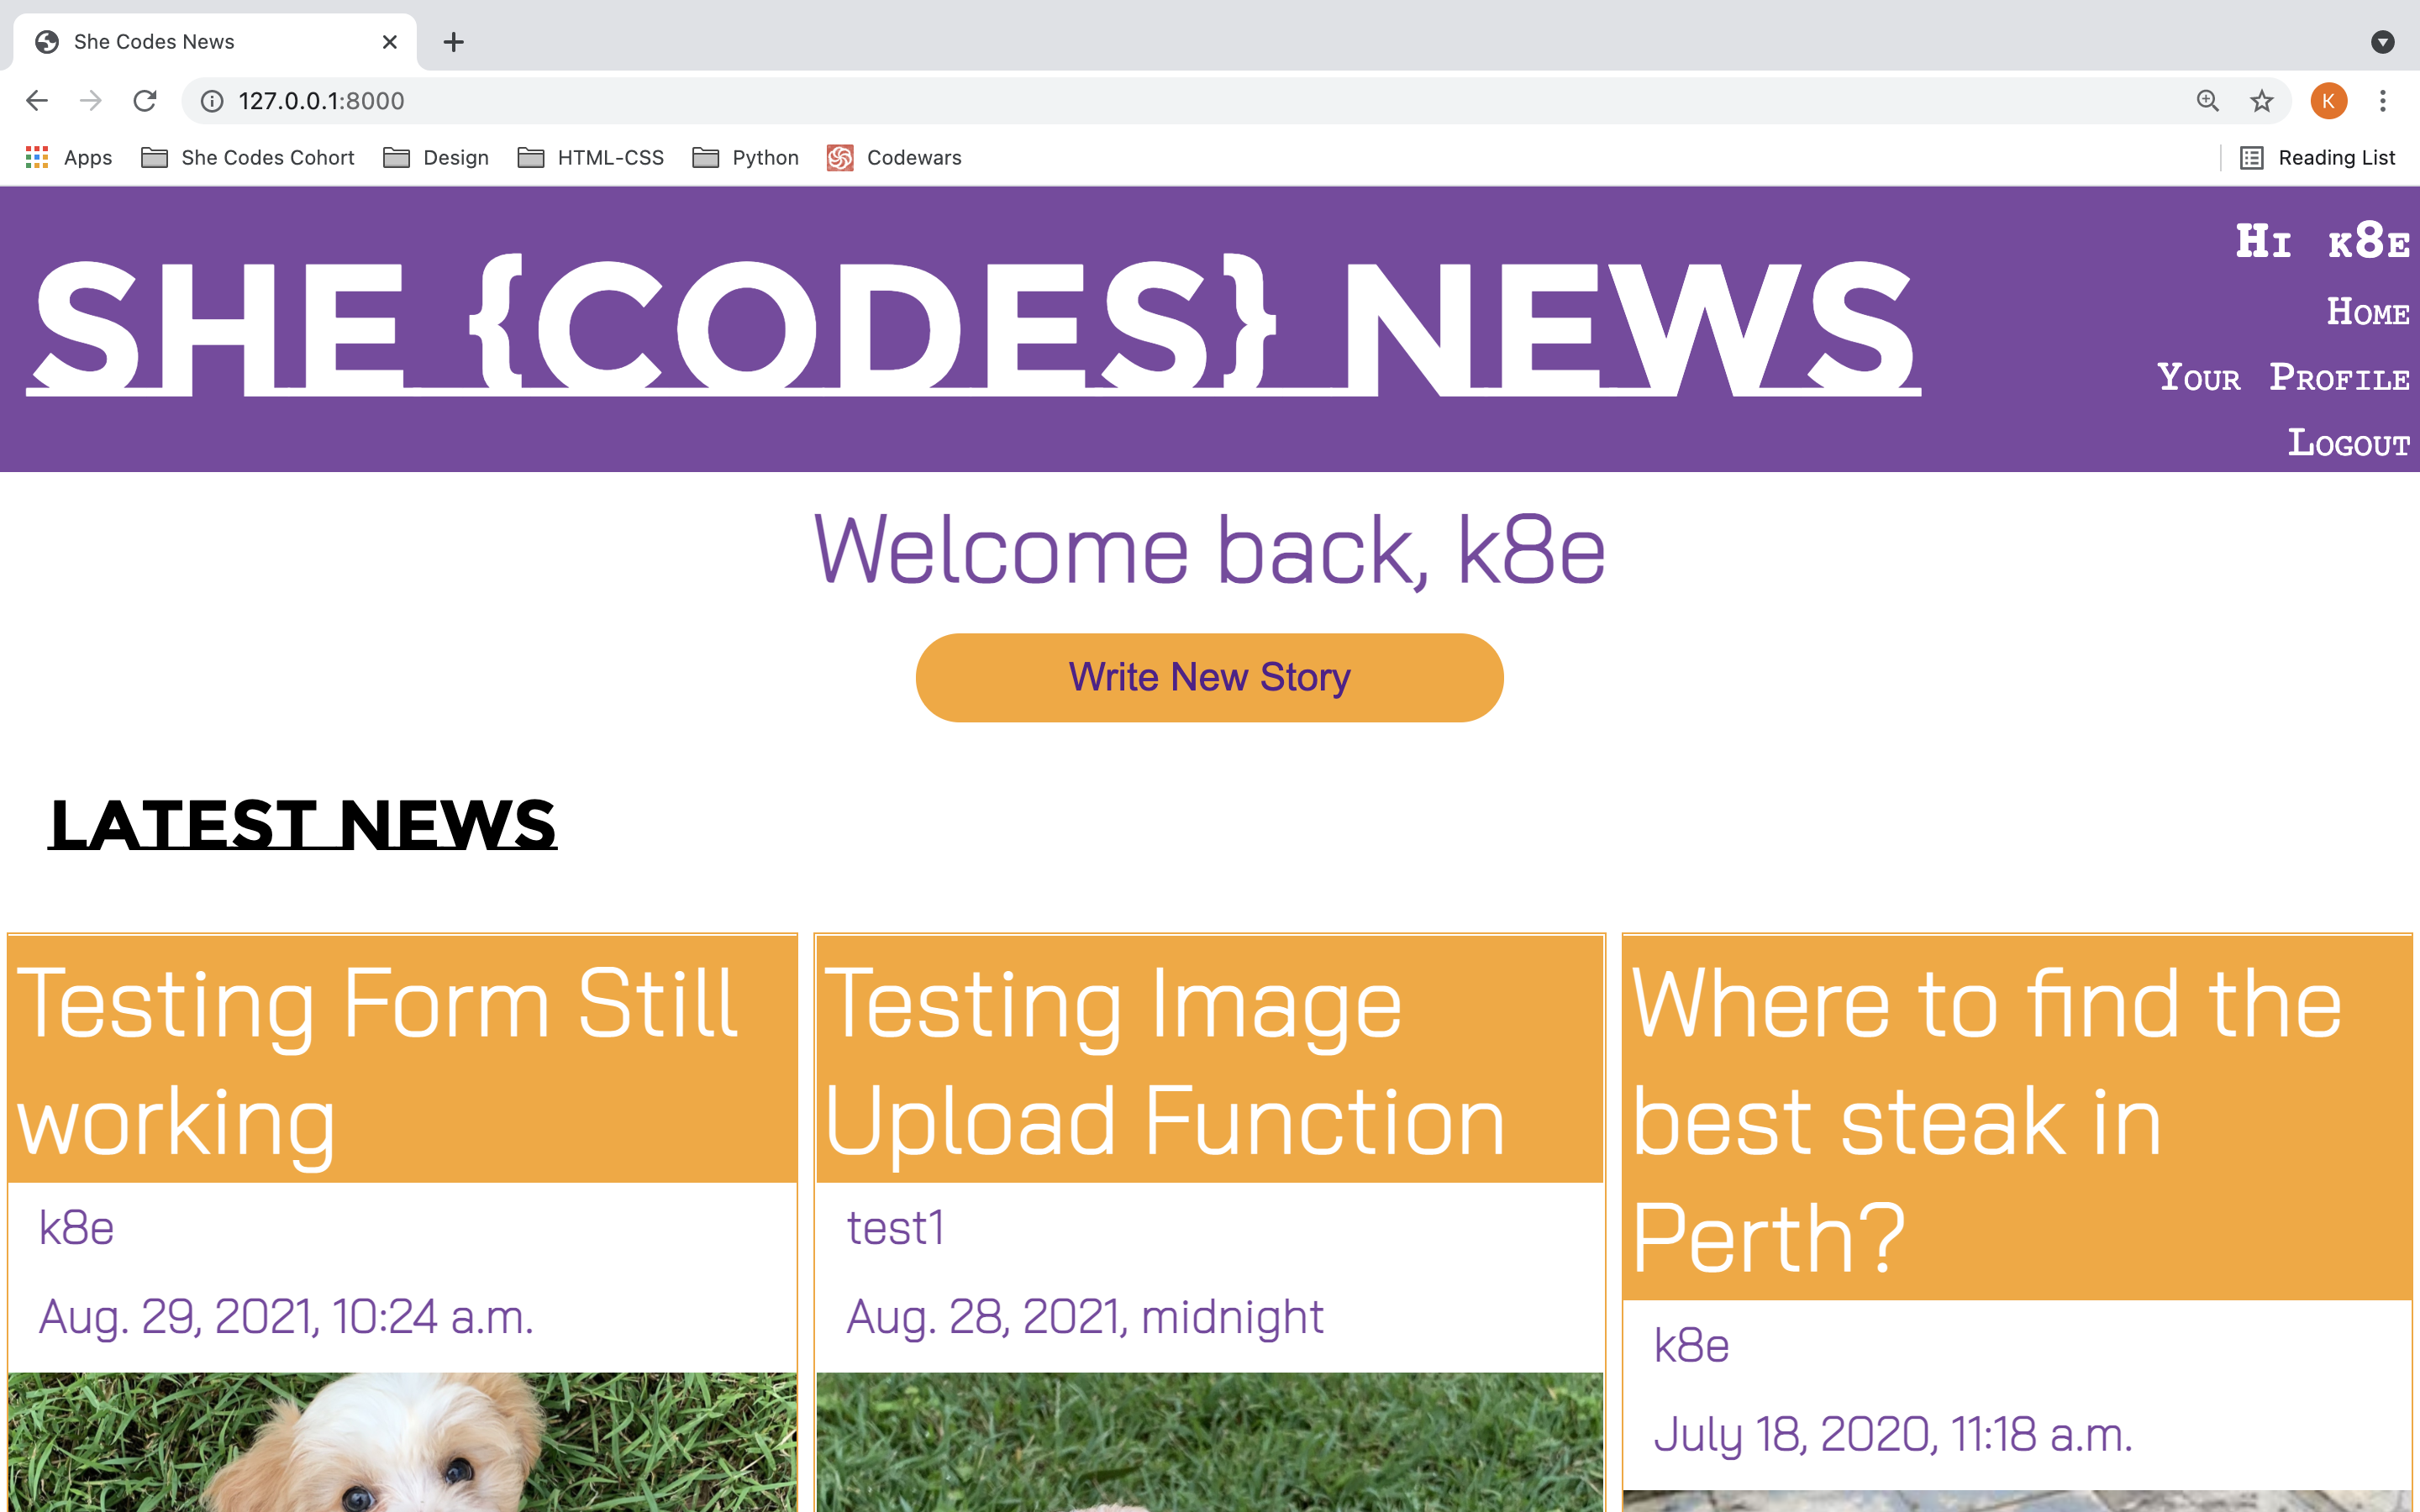 She Codes News
127.0.0.1:8000
K
Apps
She Codes Cohort
Design
HTML-CSS
Python
Codewars
Reading List
SHE {CODES} NEWS
Hi k8e
Home
Your Profile
Logout
Welcome back, k8e
Write New Story
LATEST NEWS
Testing Form Still
working
k8e
Aug. 29, 2021, 10:24 a.m.
Testing Image
Upload Function
test1
Aug. 28, 2021, midnight
Where to find the
best steak in
Perth?
k8e
July 18, 2020, 11:18 a.m.